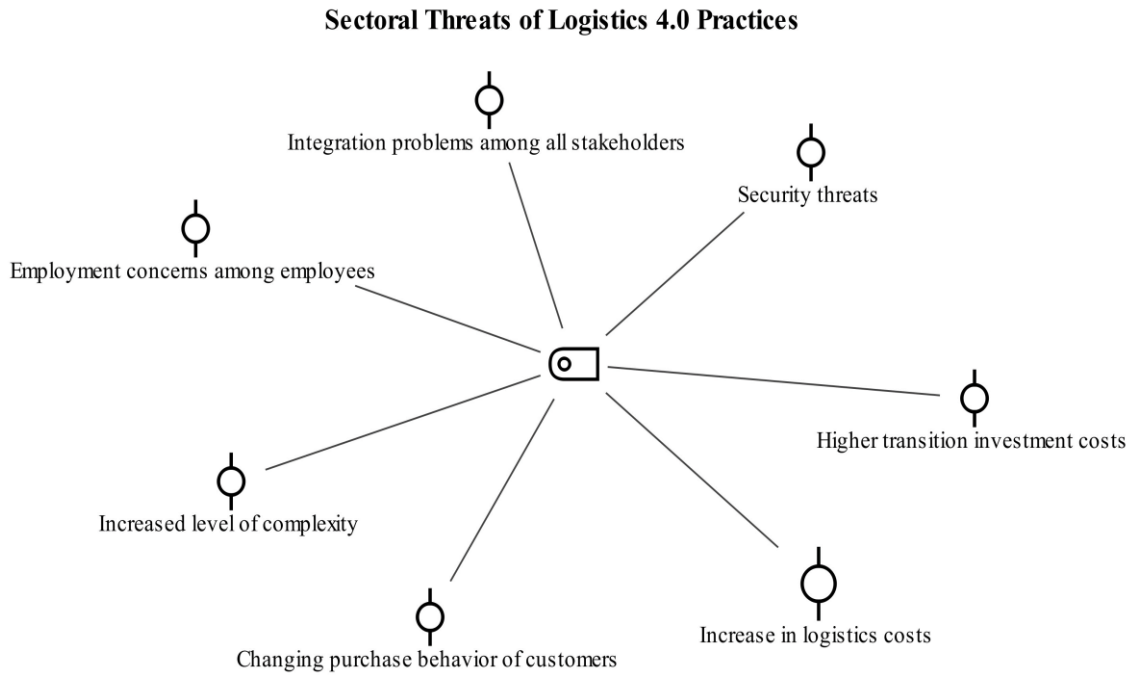 Sectoral Threats of Logistics 4.0 Practices
Integration problems among all stakeholders
Security threats
Employment concerns among employees
Higher transition investment costs
Increased level of complexity
Increase in logistics costs
Changing purchase behavior of customers